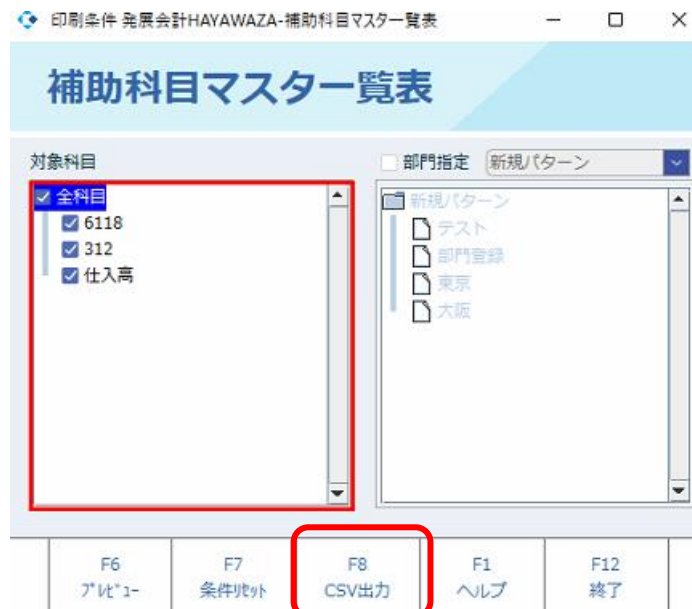 印刷条件 発展会計HAYAWAZA-補助科目マスター覧表
補助科目マスター覧表
対象科目
部門指定 新規パターン
全科目
6118
312
仕入高
新規パターン
テスト
部門登録
東京
大阪
F6 F7 F8 F1 F12
プレビュー 条件リセット CSV出力 ヘルプ 終了